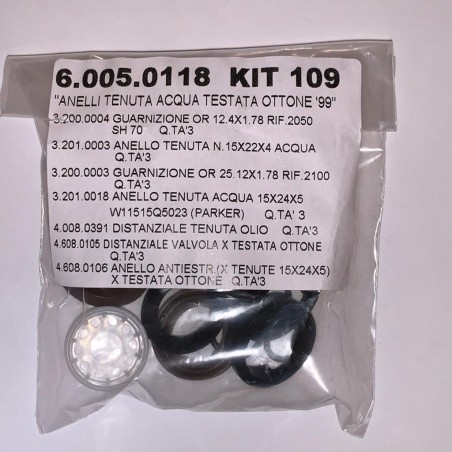 6.005.0118 KIT 109
"ANELLI TENUTA ACQUA TESTATA OTTONE '99"
3.200.0004 GUARNIZIONE OR 12.4X1.78 RIF.2050
SH 70 Q.TA'3
3.201.0003 ANELLO TENUTA N.15X22X4 ACQUA
Q.TA'3
3.200.0003 GUARNIZIONE OR 25.12X1.78 RIF.2100
Q.TA'3
3.201.0018 ANELLO TENUTA ACQUA 15X24X5
W11515Q5023 (PARKER) Q.TA' 3
4.008.0391 DISTANZIALE TENUTA OLIO Q.TA'3
4.608.0105 DISTANZIALE VALVOLA X TESTATA OTTONE
Q.TA'3
4.608.0106 ANELLO ANTIESTR.(X TENUTE 15X24X5)
X TESTATA OTTONE Q.TA'3